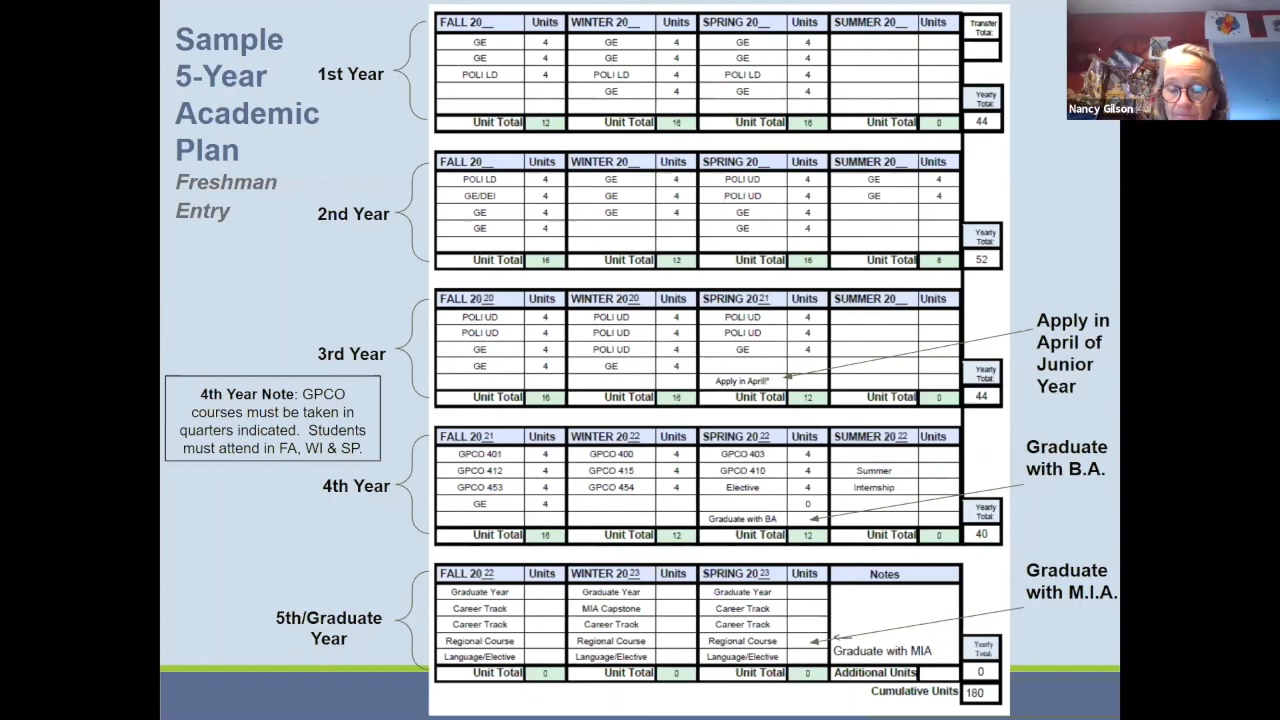 Sample
5-Year
Academic
Plan
Freshman
Entry
1st Year
FALL 20__ Units WINTER 20__ Units SPRING 20__ Units SUMMER 20__ Units
Transfer Total:
GE 4 GE 4 GE 4
GE 4 GE 4 GE 4
POLI LD 4 POLI LD 4 POLI LD 4
GE 4 GE 4
Yearly Total:
Unit Total 12 Unit Total 16 Unit Total 16 Unit Total 0 44
2nd Year
FALL 20__ Units WINTER 20__ Units SPRING 20__ Units SUMMER 20__ Units
POLI LD 4 GE 4 POLI UD 4 GE 4
GE/DEI 4 GE 4 POLI UD 4 GE 4
GE 4 GE 4 GE 4
GE 4 GE 4
Yearly Total:
Unit Total 16 Unit Total 12 Unit Total 16 Unit Total 8 52
3rd Year
FALL 2020 Units WINTER 2020 Units SPRING 2021 Units SUMMER 20__ Units
POLI UD 4 POLI UD 4 POLI UD 4
POLI UD 4 POLI UD 4 POLI UD 4
GE 4 POLI UD 4 GE 4
GE 4 GE 4
Apply in April!*
Yearly Total:
Unit Total 16 Unit Total 16 Unit Total 12 Unit Total 0 44
Apply in
April of
Junior
Year
4th Year Note: GPCO
courses must be taken in
quarters indicated. Students
must attend in FA, WI & SP.
4th Year
FALL 2021 Units WINTER 2022 Units SPRING 2022 Units SUMMER 2022 Units
GPCO 401 4 GPCO 400 4 GPCO 403 4
GPCO 412 4 GPCO 415 4 GPCO 410 4 Summer
GPCO 453 4 GPCO 454 4 Elective 4 Internship
GE 4 0
Graduate with BA
Yearly Total:
Unit Total 16 Unit Total 12 Unit Total 12 Unit Total 0 40
Graduate
with B.A.
5th/Graduate
Year
FALL 2022 Units WINTER 2023 Units SPRING 2023 Units Notes
Graduate Year Graduate Year Graduate Year
Career Track MIA Capstone Career Track
Career Track Career Track Career Track
Regional Course Regional Course Regional Course
Language/Elective Language/Elective Language/Elective
Graduate with MIA
Yearly Total:
Unit Total 0 Unit Total 0 Unit Total 0 Additional Units 0
Cumulative Units 180
Graduate
with M.I.A.
Nancy Gilson